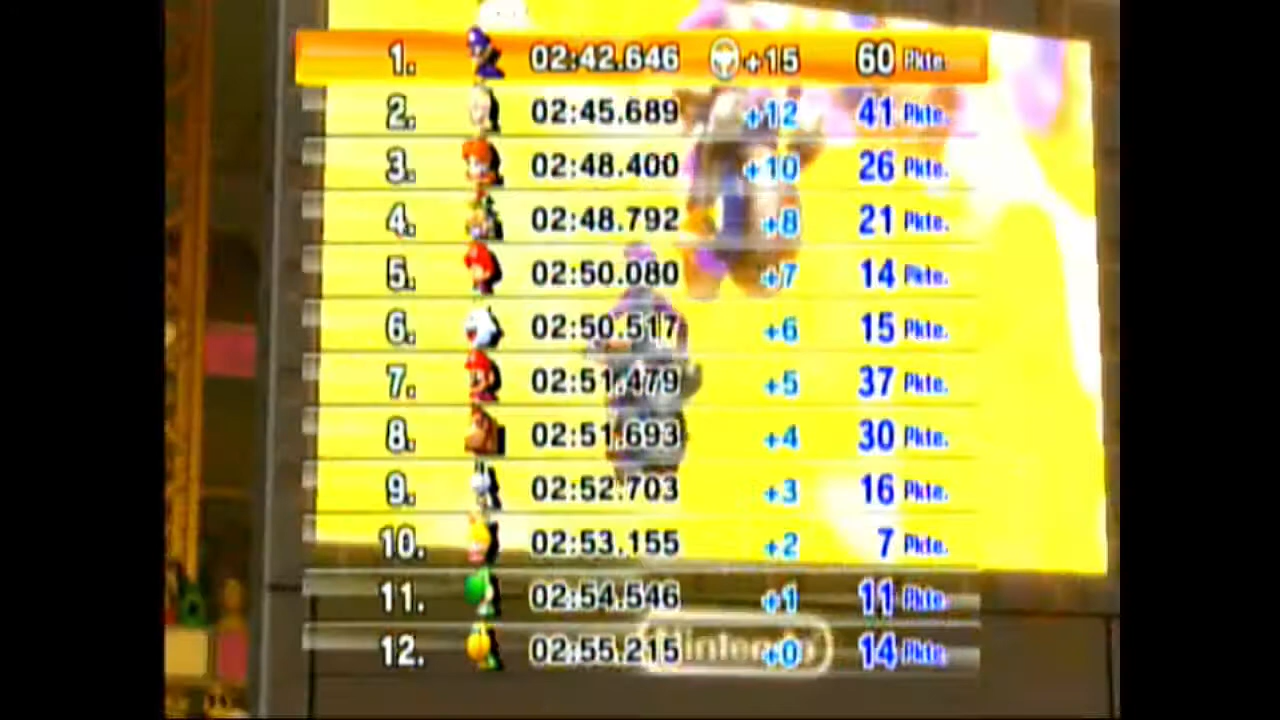 1. 02:42.646 +15 60 Pkte.
2. 02:45.689 +12 41 Pkte.
3. 02:48.400 +10 26 Pkte.
4. 02:48.792 +8 21 Pkte.
5. 02:50.080 +7 14 Pkte.
6. 02:50.517 +6 15 Pkte.
7. 02:51.479 +5 37 Pkte.
8. 02:51.693 +4 30 Pkte.
9. 02:52.703 +3 16 Pkte.
10. 02:53.155 +2 7 Pkte.
11. 02:54.546 +1 11 Pkte.
12. 02:55.215 +0 14 Pkte.
Nintendo